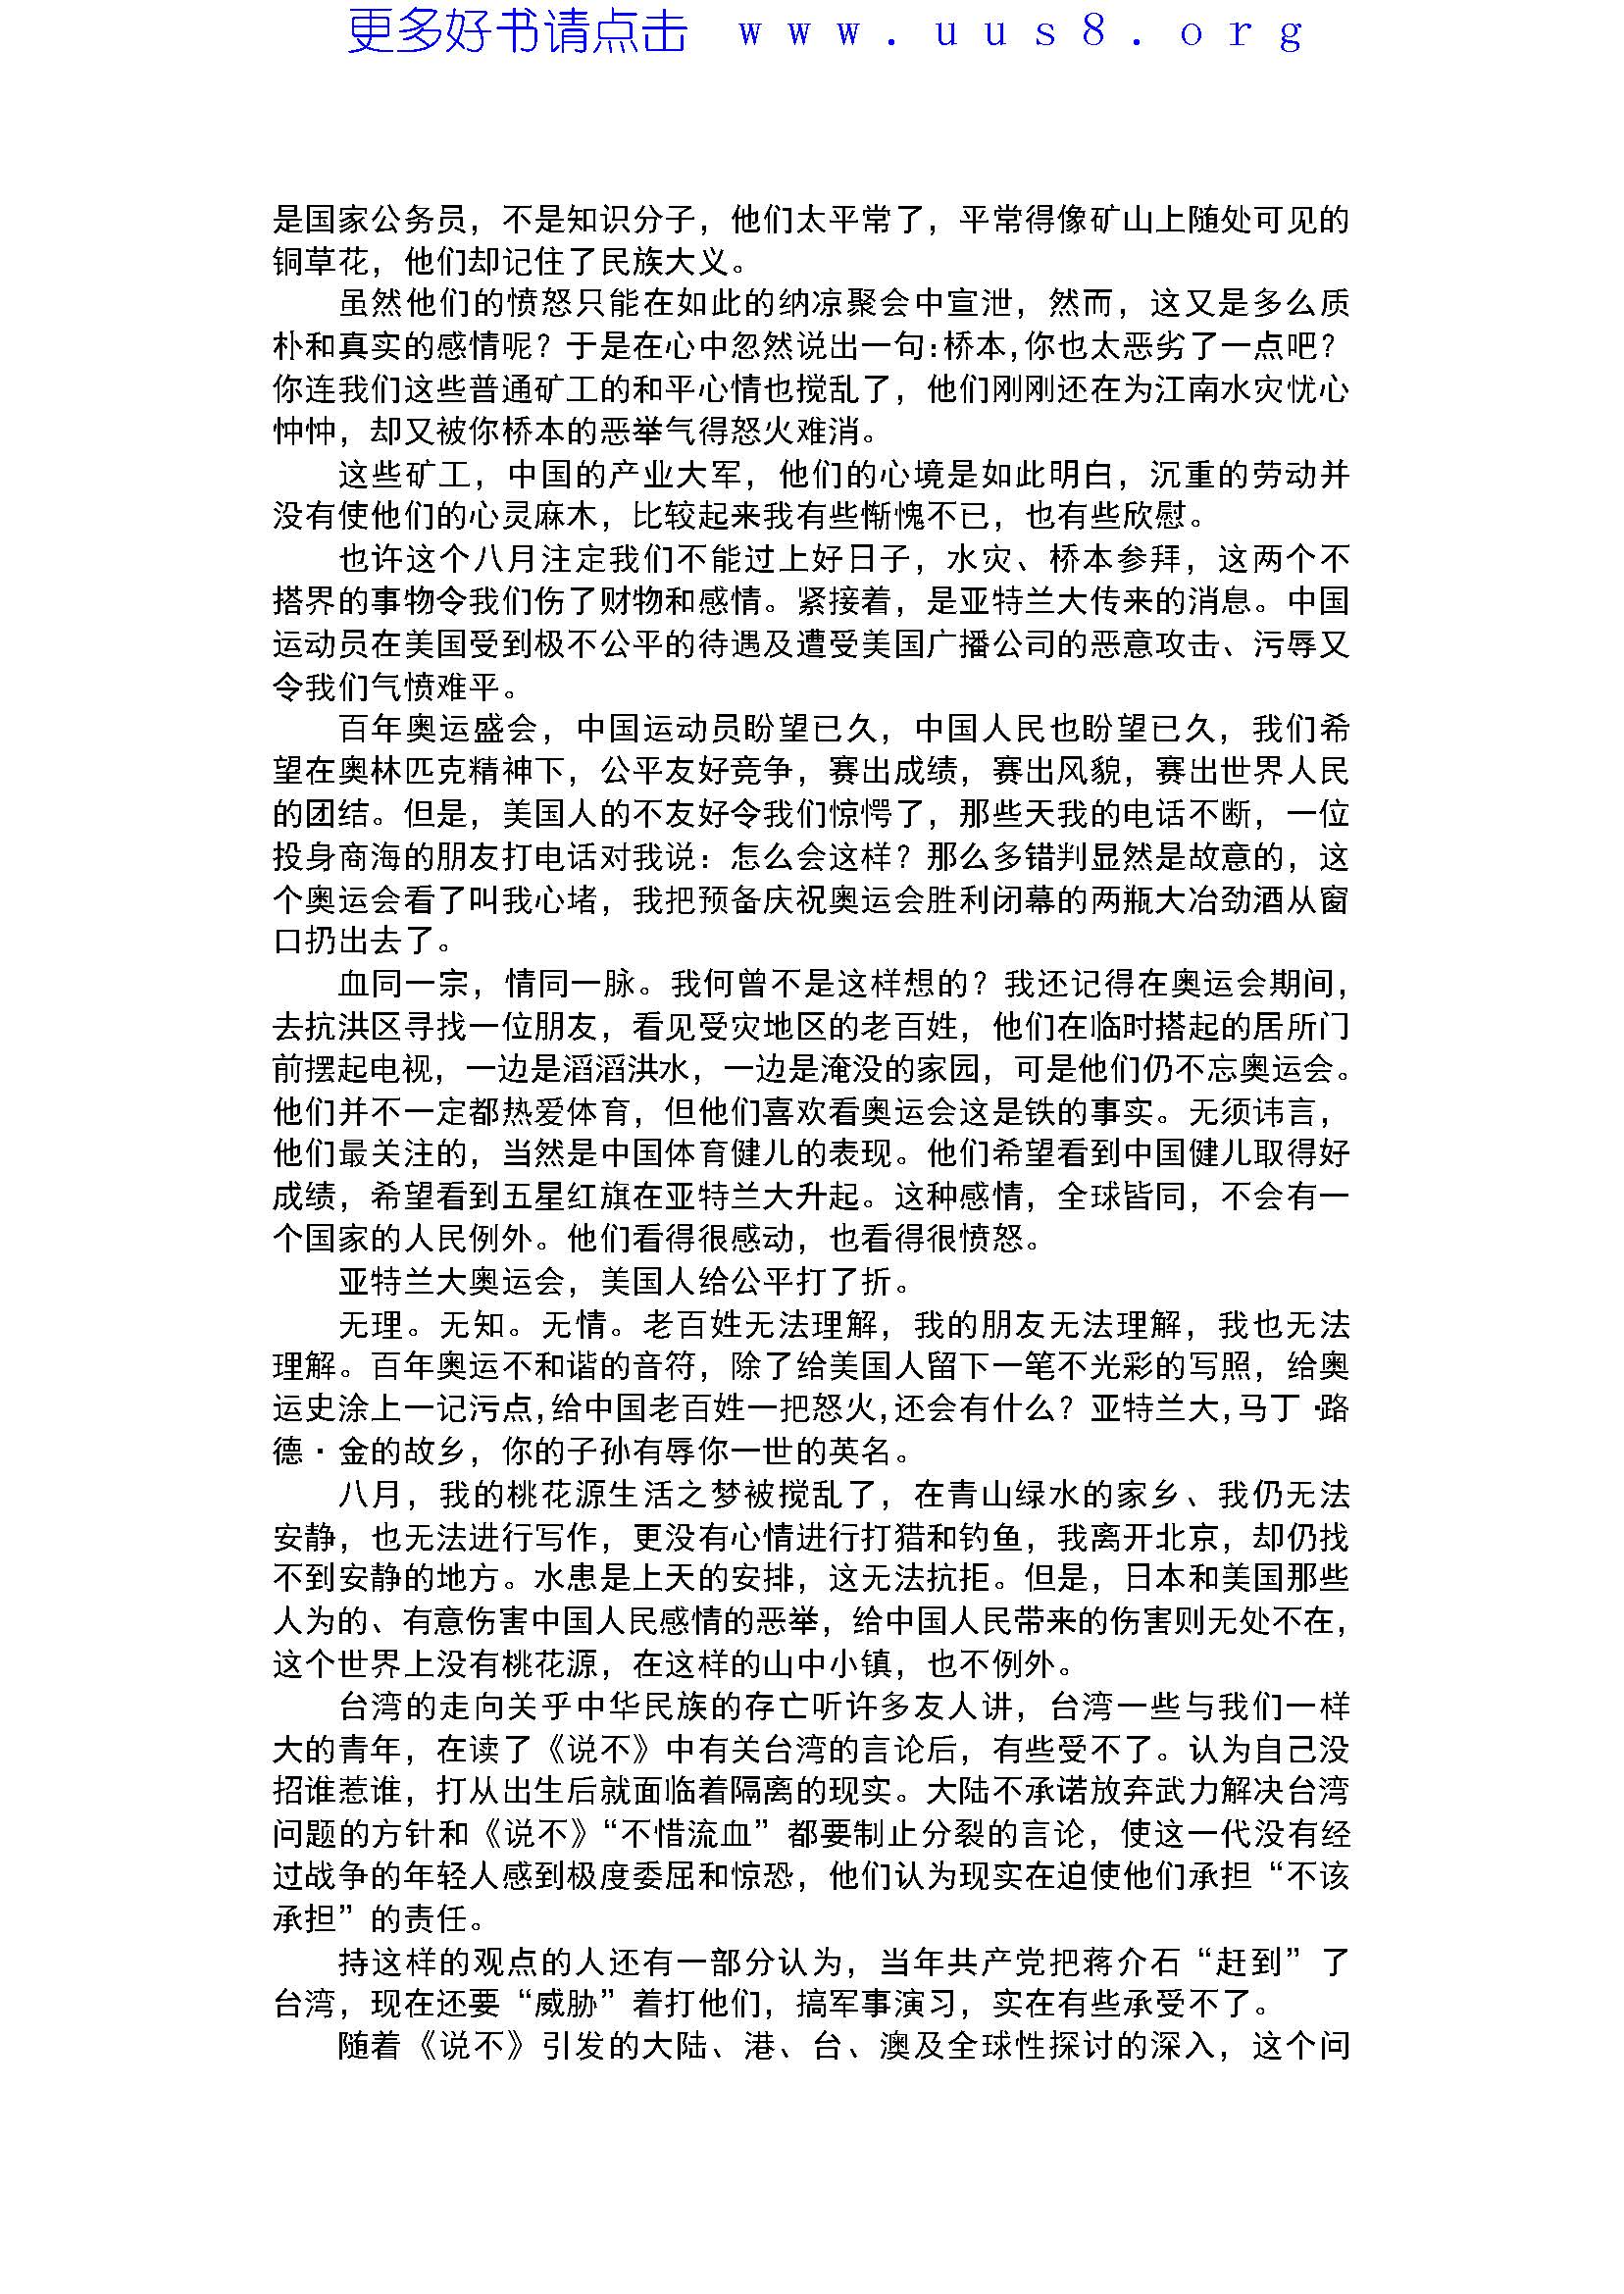 更多好书请点击 www.uus8.org
是国家公务员，不是知识分子，他们太平常了，平常得像矿山上随处可见的
铜草花，他们却记住了民族大义。
虽然他们的愤怒只能在如此的纳凉聚会中宣泄，然而，这又是多么质
朴和真实的感情呢？于是在心中忽然说出一句：桥本，你也太恶劣了一点吧？
你连我们这些普通矿工的和平心情也搅乱了，他们刚刚还在为江南水灾忧心
忡忡，却又被你桥本的恶举气得怒火难消。
这些矿工，中国的产业大军，他们的心境是如此明白，沉重的劳动并
没有使他们的心灵麻木，比较起来我有些惭愧不已，也有些欣慰。
也许这个八月注定我们不能过上好日子，水灾、桥本参拜，这两个不
搭界的事物令我们伤了财物和感情。紧接着，是亚特兰大传来的消息。中国
运动员在美国受到极不公平的待遇及遭受美国广播公司的恶意攻击、污辱又
令我们气愤难平。
百年奥运盛会，中国运动员盼望已久，中国人民也盼望已久，我们希
望在奥林匹克精神下，公平友好竞争，赛出成绩，赛出风貌，赛出世界人民
的团结。但是，美国人的不友好令我们惊愕了，那些天我的电话不断，一位
投身商海的朋友打电话对我说：怎么会这样？那么多错判显然是故意的，这
个奥运会看了叫我心堵，我把预备庆祝奥运会胜利闭幕的两瓶大冶劲酒从窗
口扔出去了。
血同一宗，情同一脉。我何曾不是这样想的？我还记得在奥运会期间，
去抗洪区寻找一位朋友，看见受灾地区的老百姓，他们在临时搭起的居所门
前摆起电视，一边是滔滔洪水，一边是淹没的家园，可是他们仍不忘奥运会。
他们并不一定都热爱体育，但他们喜欢看奥运会这是铁的事实。无须讳言，
他们最关注的，当然是中国体育健儿的表现。他们希望看到中国健儿取得好
成绩，希望看到五星红旗在亚特兰大升起。这种感情，全球皆同，不会有一
个国家的人民例外。他们看得很感动，也看得很愤怒。
亚特兰大奥运会，美国人给公平打了折。
无理。无知。无情。老百姓无法理解，我的朋友无法理解，我也无法
理解。百年奥运不和谐的音符，除了给美国人留下一笔不光彩的写照，给奥
运史涂上一记污点，给中国老百姓一把怒火，还会有什么？亚特兰大，马丁·路
德·金的故乡，你的子孙有辱你一世的英名。
八月，我的桃花源生活之梦被搅乱了，在青山绿水的家乡、我仍无法
安静，也无法进行写作，更没有心情进行打猎和钓鱼，我离开北京，却仍找
不到安静的地方。水患是上天的安排，这无法抗拒。但是，日本和美国那些
人为的、有意伤害中国人民感情的恶举，给中国人民带来的伤害则无处不在，
这个世界上没有桃花源，在这样的山中小镇，也不例外。
台湾的走向关乎中华民族的存亡听许多友人讲，台湾一些与我们一样
大的青年，在读了《说不》中有关台湾的言论后，有些受不了。认为自己没
招谁惹谁，打从出生后就面临着隔离的现实。大陆不承诺放弃武力解决台湾
问题的方针和《说不》“不惜流血”都要制止分裂的言论，使这一代没有经
过战争的年轻人感到极度委屈和惊恐，他们认为现实在迫使他们承担“不该
承担”的责任。
持这样的观点的人还有一部分认为，当年共产党把蒋介石“赶到”了
台湾，现在还要“威胁”着打他们，搞军事演习，实在有些承受不了。
随着《说不》引发的大陆、港、台、澳及全球性探讨的深入，这个问